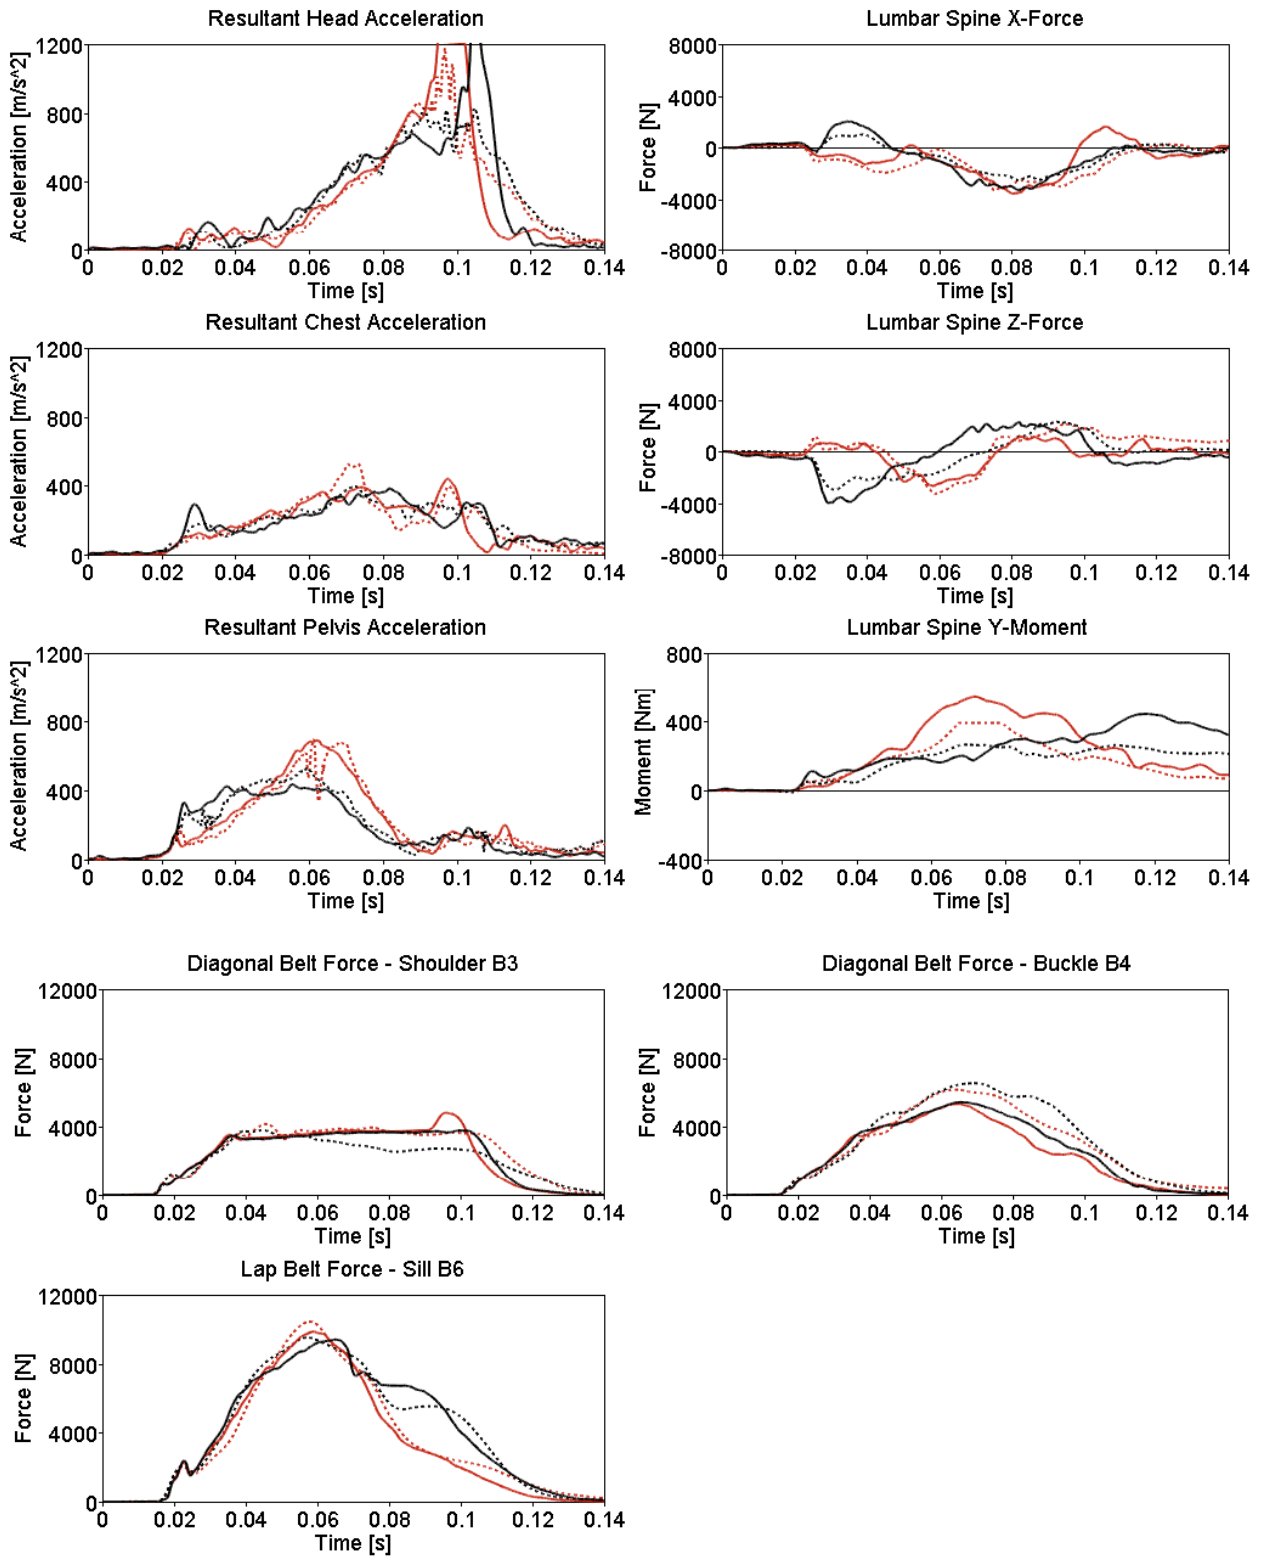 Resultant Head Acceleration
Acceleration [m/s^2]
1200
800
400
0
0 0.02 0.04 0.06 0.08 0.1 0.12 0.14
Time [s]
Lumbar Spine X-Force
Force [N]
8000
4000
0
-4000
-8000
0 0.02 0.04 0.06 0.08 0.1 0.12 0.14
Time [s]
Resultant Chest Acceleration
Acceleration [m/s^2]
1200
800
400
0
0 0.02 0.04 0.06 0.08 0.1 0.12 0.14
Time [s]
Lumbar Spine Z-Force
Force [N]
8000
4000
0
-4000
-8000
0 0.02 0.04 0.06 0.08 0.1 0.12 0.14
Time [s]
Resultant Pelvis Acceleration
Acceleration [m/s^2]
1200
800
400
0
0 0.02 0.04 0.06 0.08 0.1 0.12 0.14
Time [s]
Lumbar Spine Y-Moment
Moment [Nm]
800
400
0
-400
0 0.02 0.04 0.06 0.08 0.1 0.12 0.14
Time [s]
Diagonal Belt Force - Shoulder B3
Force [N]
12000
8000
4000
0
0 0.02 0.04 0.06 0.08 0.1 0.12 0.14
Time [s]
Diagonal Belt Force - Buckle B4
Force [N]
12000
8000
4000
0
0 0.02 0.04 0.06 0.08 0.1 0.12 0.14
Time [s]
Lap Belt Force - Sill B6
Force [N]
12000
8000
4000
0
0 0.02 0.04 0.06 0.08 0.1 0.12 0.14
Time [s]